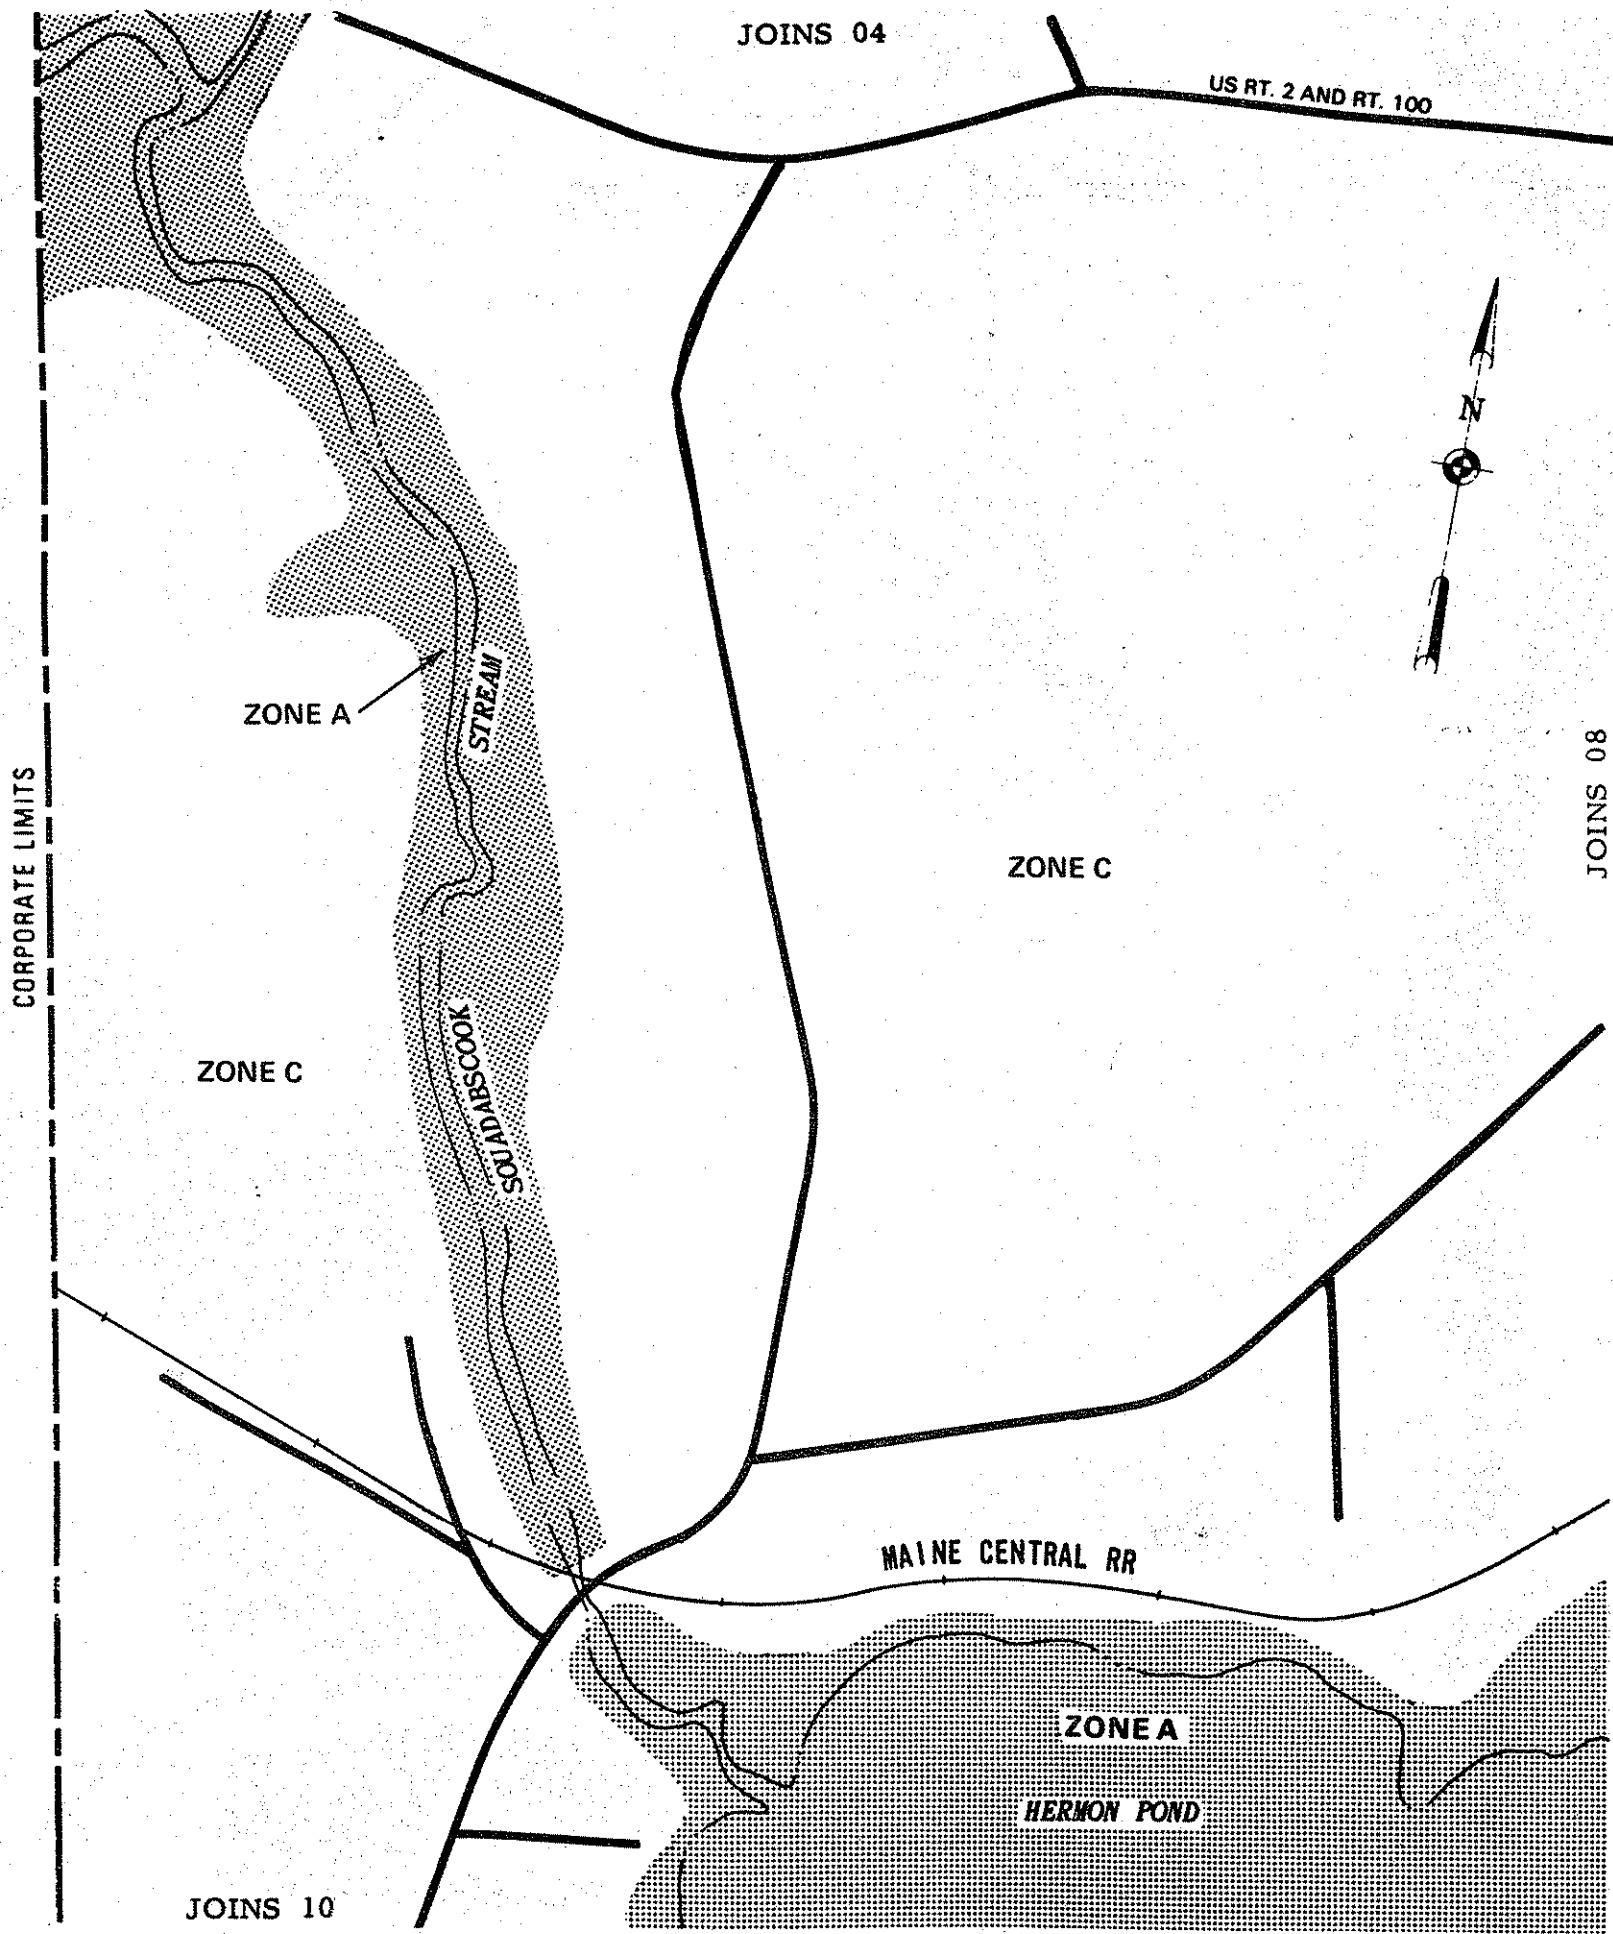 JOINS 04
US RT. 2 AND RT. 100
N
ZONE A
STREAM
JOINS 08
CORPORATE LIMITS
ZONE C
SOUADABSCOOK
ZONE C
MAINE CENTRAL RR
ZONE A
HERMON POND
JOINS 10